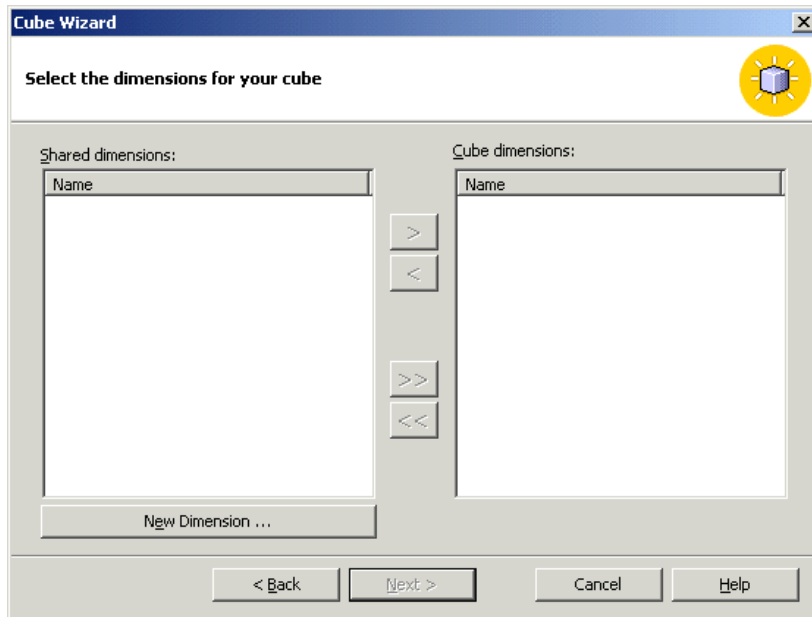 Cube Wizard
Select the dimensions for your cube
Shared dimensions:
Cube dimensions:
Name
Name
>
<
>>
<<
New Dimension ...
< Back
Next >
Cancel
Help